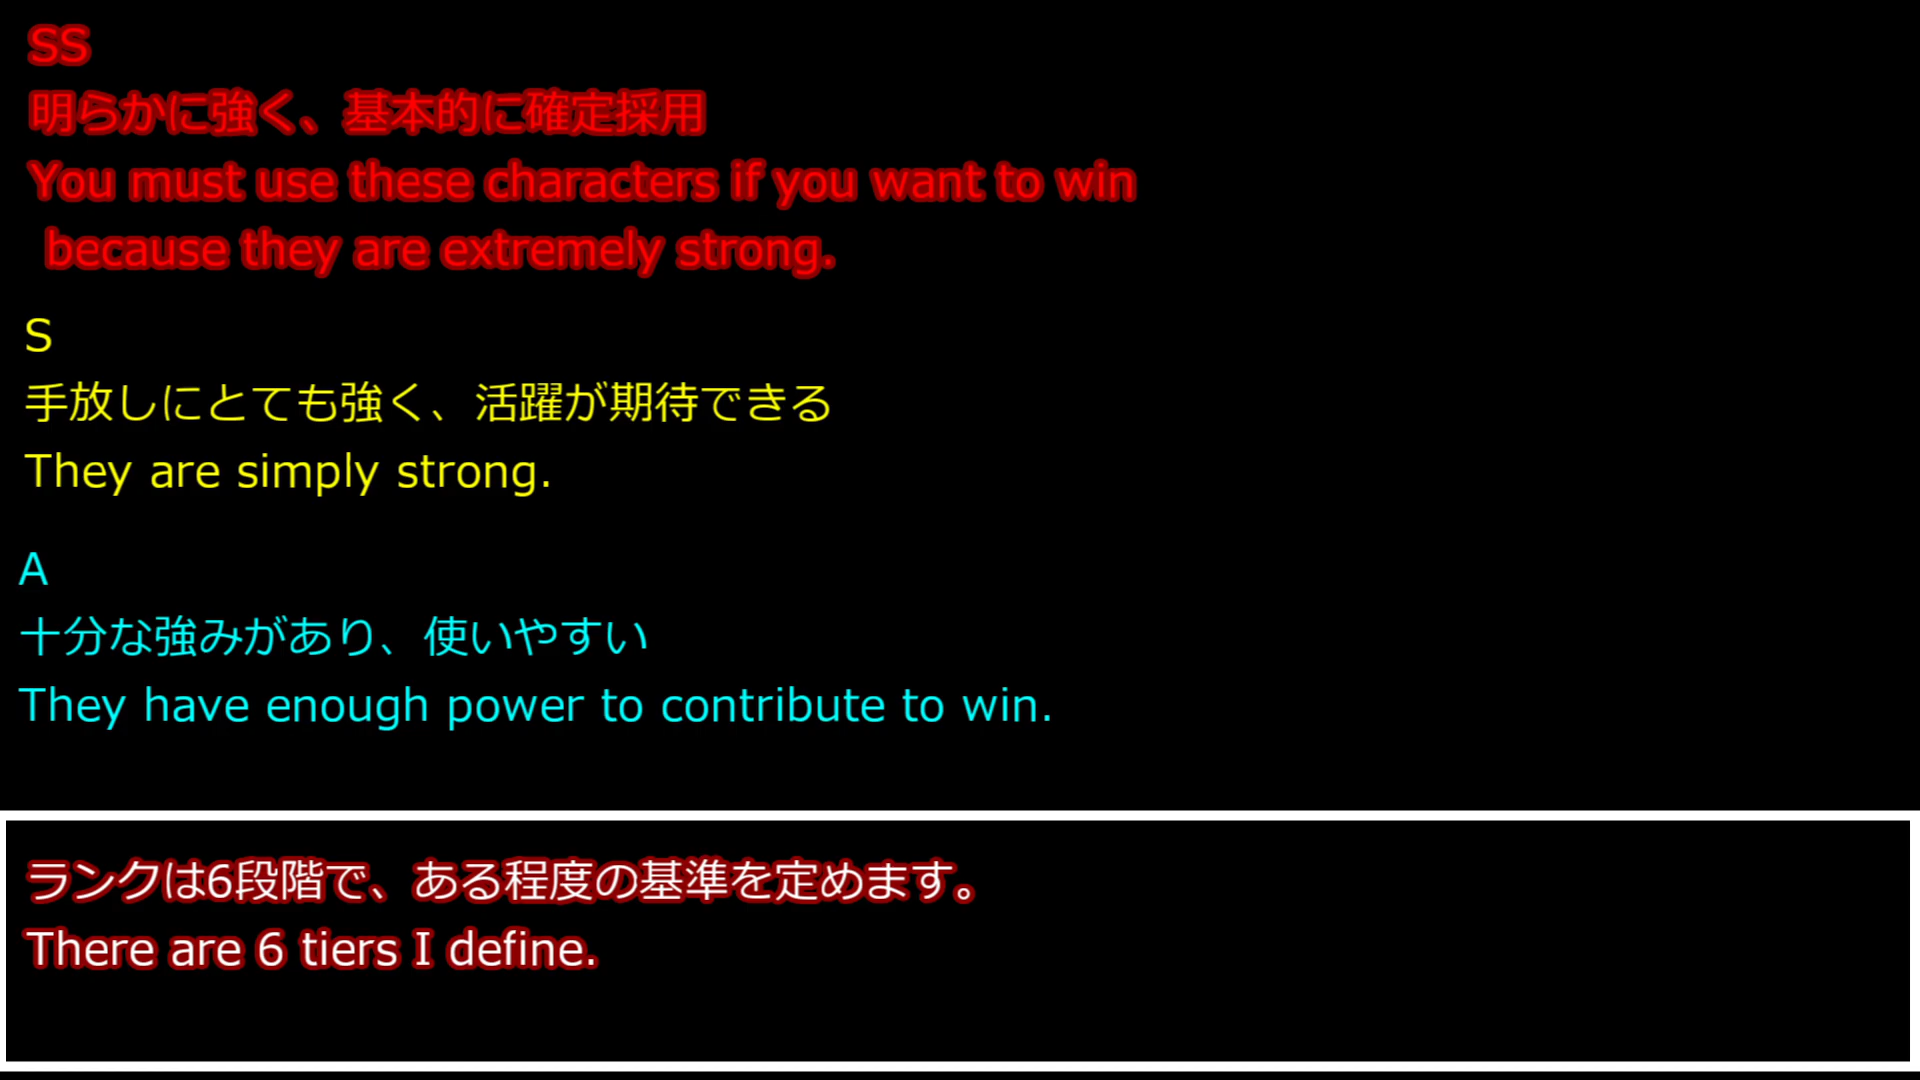 SS
明らかに強く、基本的に確定採用
You must use these characters if you want to win
because they are extremely strong.
S
手放しにとても強く、活躍が期待できる
They are simply strong.
A
十分な強みがあり、使いやすい
They have enough power to contribute to win.
ランクは6段階で、ある程度の基準を定めます。
There are 6 tiers I define.